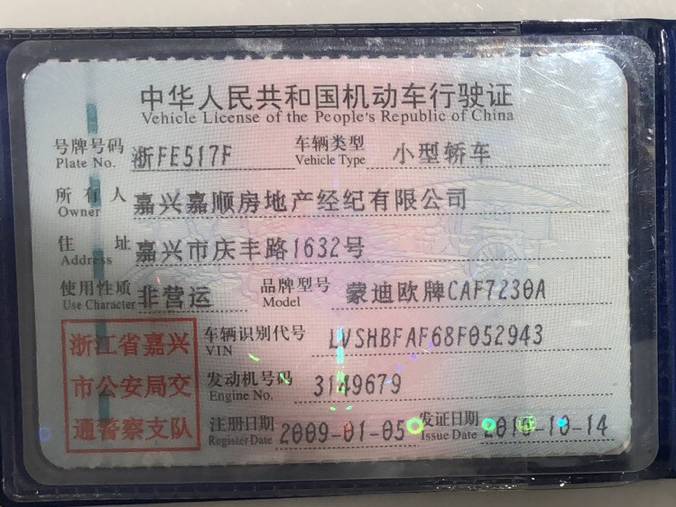 中华人民共和国机动车行驶证
Vehicle License of the People's Republic of China
号牌号码 浙FE517F 车辆类型 小型轿车
Plate No. Vehicle Type
所有人 嘉兴嘉顺房地产经纪有限公司
Owner
住址 嘉兴市庆丰路1632号
Address
使用性质 非营运 品牌型号 蒙迪欧牌CAF7230A
Use Character Model
浙江省嘉兴
市公安局交
通警察支队
车辆识别代号 LVSHBFAF68F052943
VIN
发动机号码 3149679
Engine No.
注册日期 2009-01-05 发证日期 2010-10-14
Register Date Issue Date